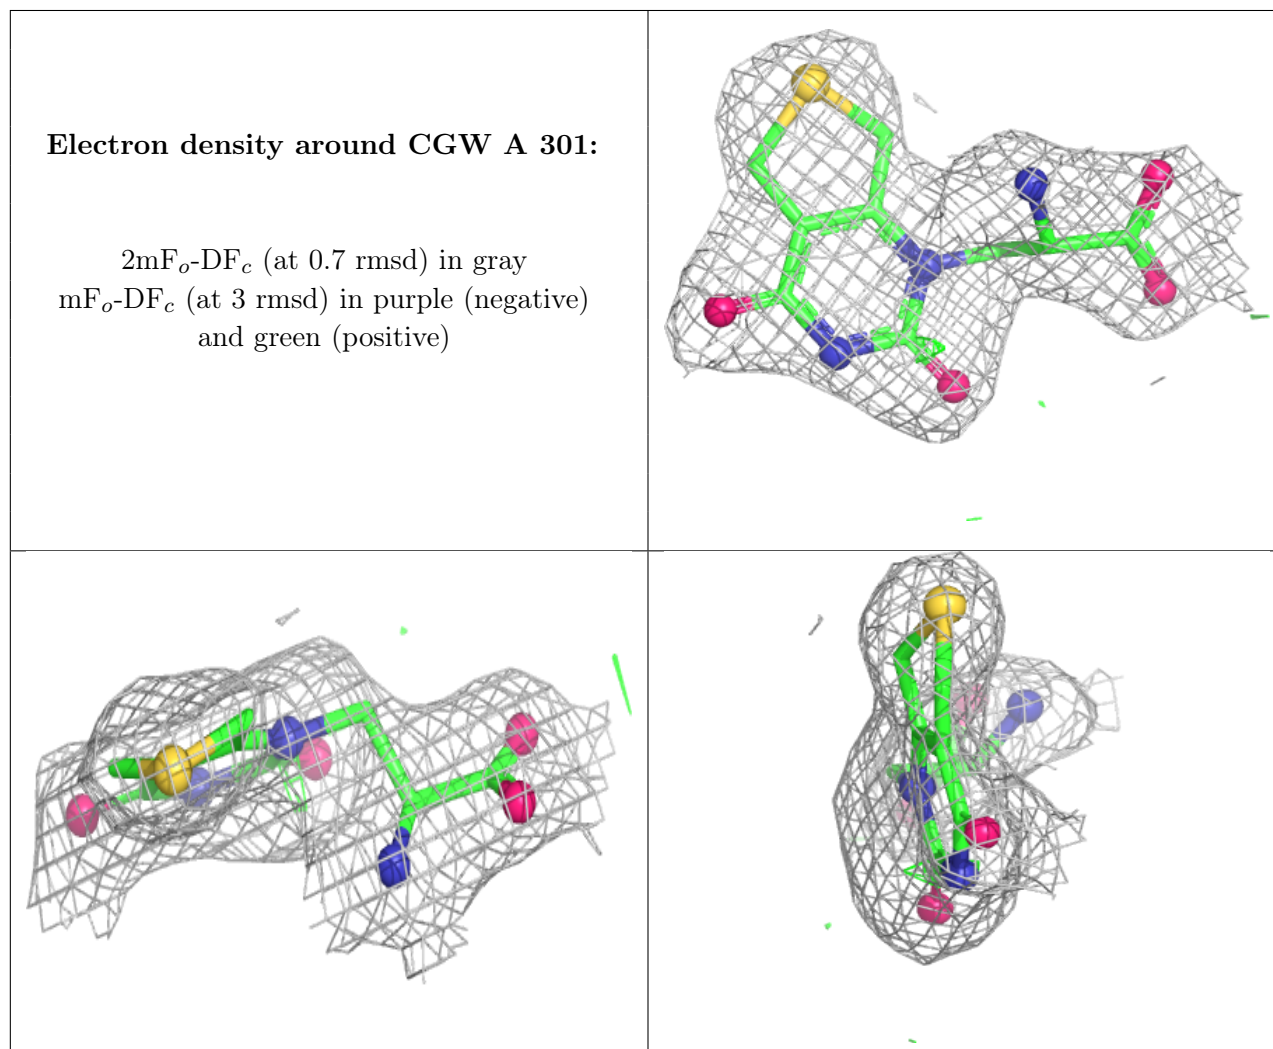 Electron density around CGW A 301:
2mFo-DFc (at 0.7 rmsd) in gray
mFo-DFc (at 3 rmsd) in purple (negative)
and green (positive)